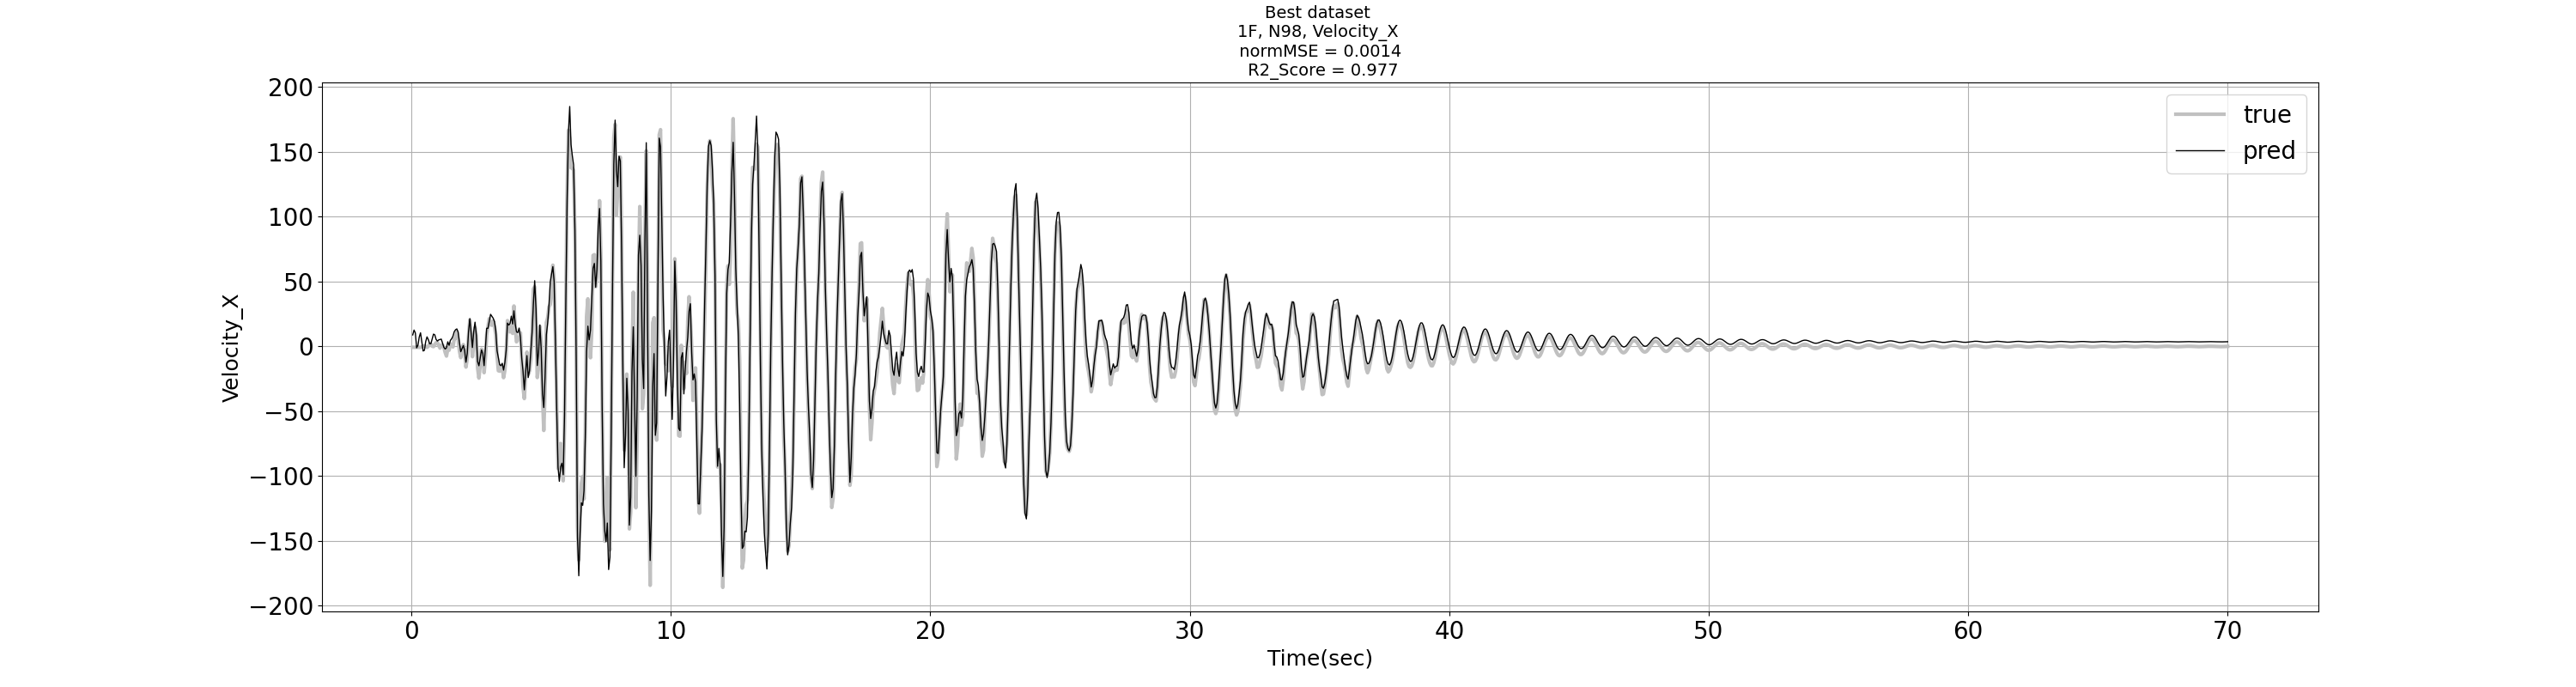 Best dataset
1F, N98, Velocity_X
normMSE = 0.0014
R2_Score = 0.977
200
150
100
50
0
−50
−100
−150
−200
Velocity_X
true
pred
0 10 20 30 40 50 60 70
Time(sec)